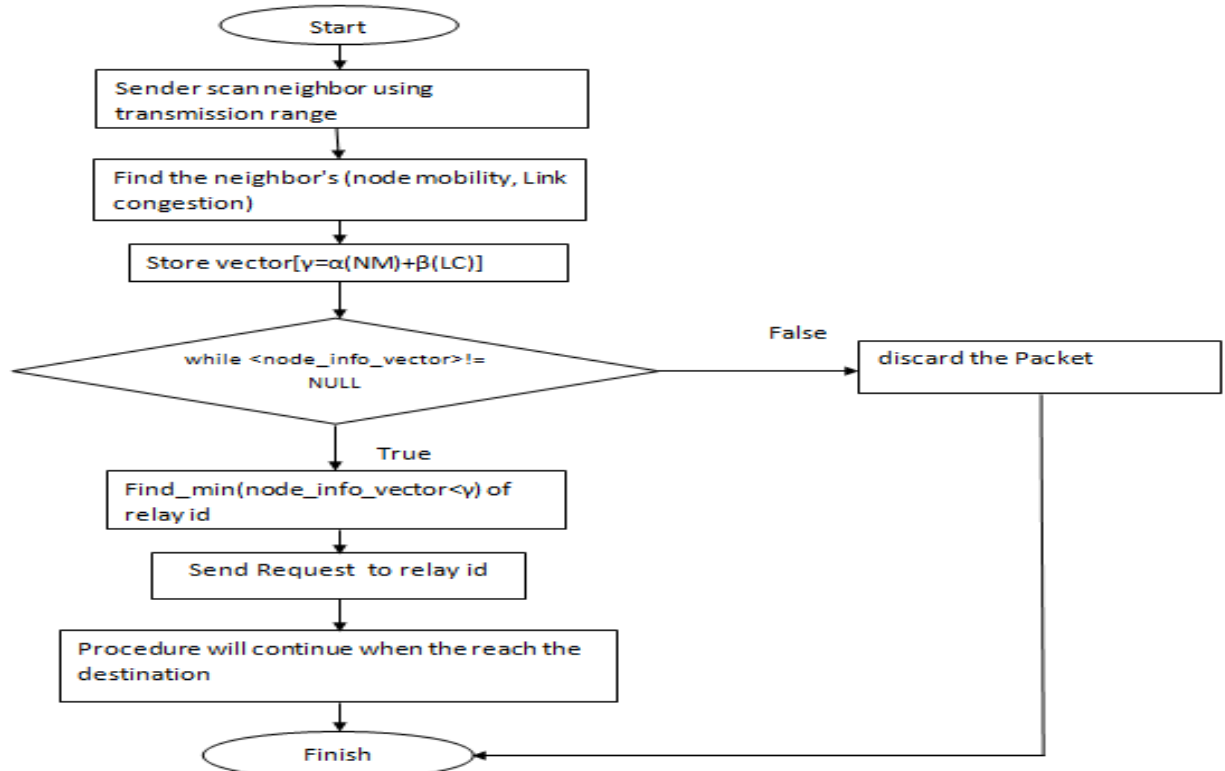 Start
Sender scan neighbor using
transmission range
Find the neighbor's (node mobility, Link
congestion)
Store vector[γ=α(NM)+β(LC)]
while <node_info_vector>!=
NULL
False
discard the Packet
True
Find_min(node_info_vector<γ) of
relay id
Send Request to relay id
Procedure will continue when the reach the
destination
Finish